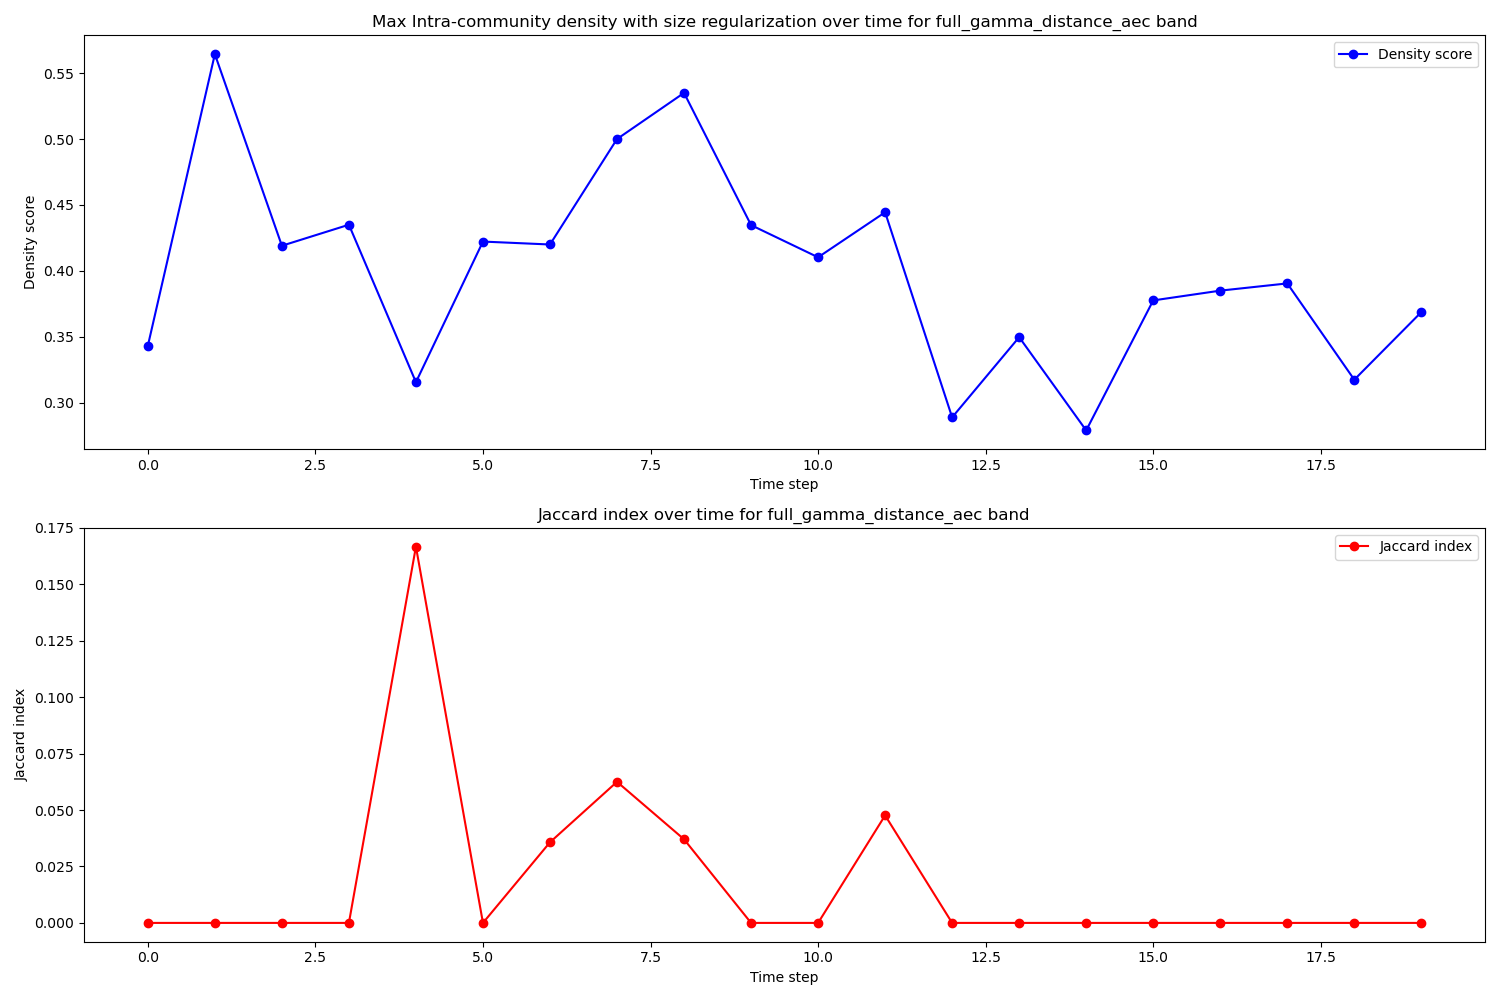 Max Intra-community density with size regularization over time for full_gamma_distance_aec band
Density score
0.55
0.50
0.45
0.40
0.35
0.30
Density score
0.0 2.5 5.0 7.5 10.0 12.5 15.0 17.5
Time step
Jaccard index over time for full_gamma_distance_aec band
Jaccard index
0.175
0.150
0.125
0.100
0.075
0.050
0.025
0.000
Jaccard index
0.0 2.5 5.0 7.5 10.0 12.5 15.0 17.5
Time step